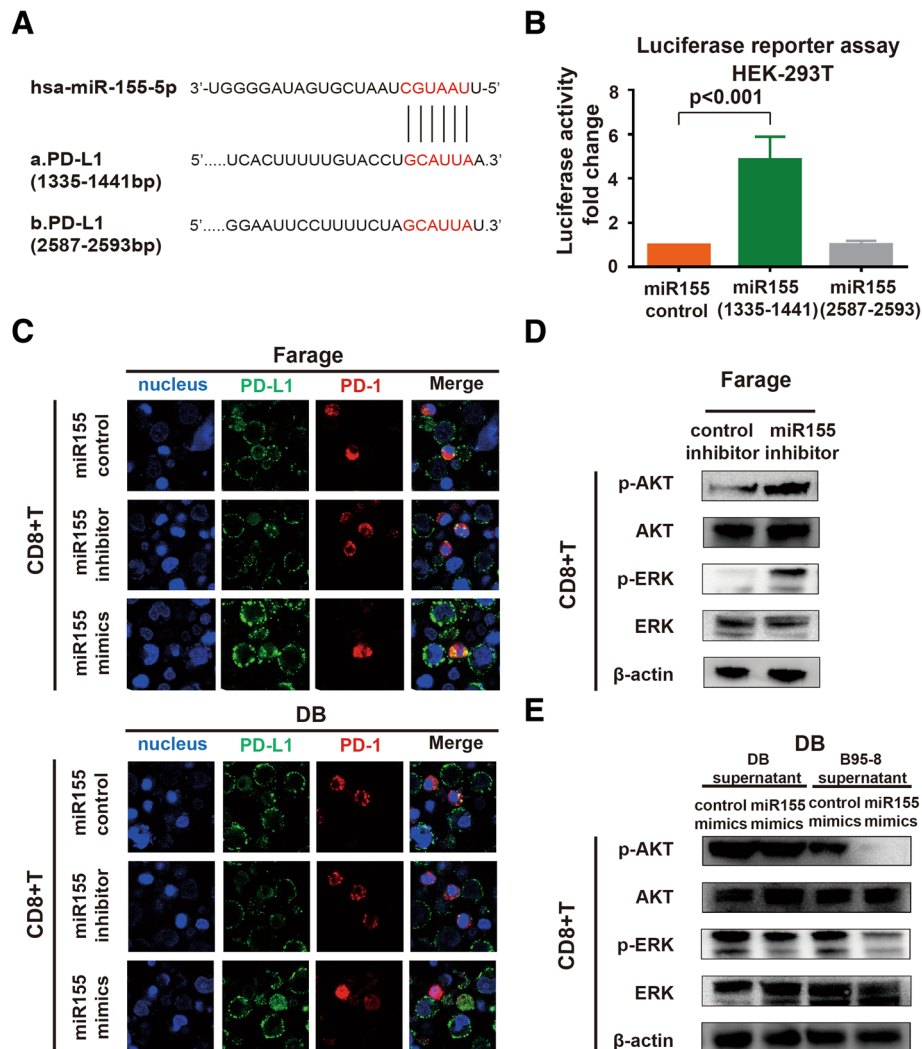 A
hsa-miR-155-5p 3'-UGGGGAUAGUGCUAAUCGUAAUU-5'
a.PD-L1 5'.....UCACUUUUUGUACCUGCAUUAA.3'
(1335-1441bp)
b.PD-L1 5'.....GGAAUUCCUUUUCUAGCAUUAU.3'
(2587-2593bp)
B
Luciferase reporter assay
HEK-293T
Luciferase activity
fold change
8
6
4
2
0
p<0.001
miR155 control
miR155 (1335-1441)
miR155 (2587-2593)
C
Farage
nucleus PD-L1 PD-1 Merge
CD8+T
miR155 control
miR155 inhibitor
miR155 mimics
DB
nucleus PD-L1 PD-1 Merge
CD8+T
miR155 control
miR155 inhibitor
miR155 mimics
D
Farage
control inhibitor
miR155 inhibitor
CD8+T
p-AKT
AKT
p-ERK
ERK
β-actin
E
DB
DB supernatant
B95-8 supernatant
control mimics
miR155 mimics
control mimics
miR155 mimics
CD8+T
p-AKT
AKT
p-ERK
ERK
β-actin